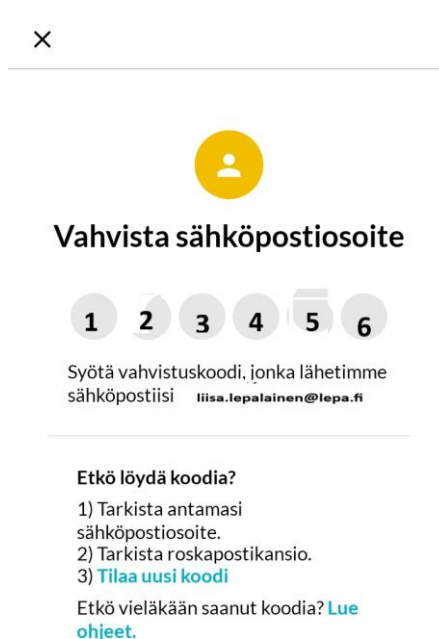 Vahvista sähköpostiosoite
1 2 3 4 5 6
Syötä vahvistuskoodi, jonka lähetimme
sähköpostiisi liisa.lepalainen@lepa.fi
Etkö löydä koodia?
1) Tarkista antamasi
sähköpostiosoite.
2) Tarkista roskapostikansio.
3) Tilaa uusi koodi
Etkö vieläkään saanut koodia? Lue
ohjeet.